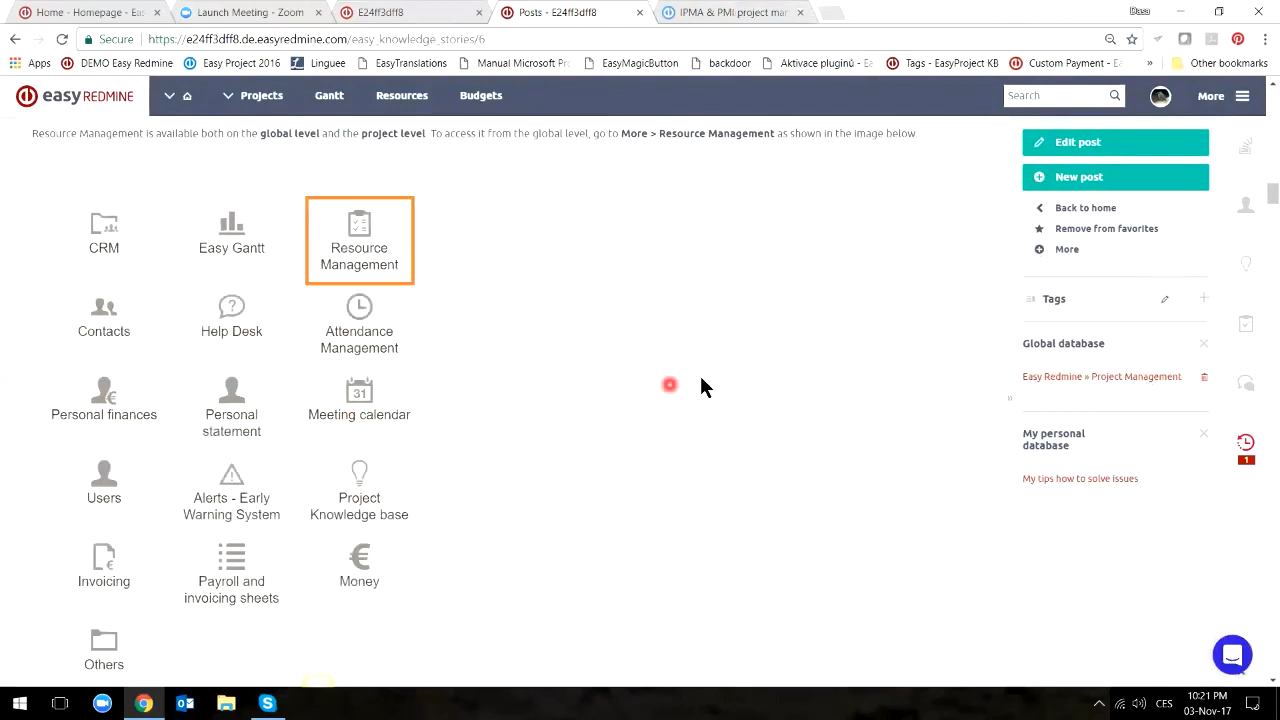 Home - Homepage - Eas
Launch Meeting - Zoom
E24ff3dff8
Posts - E24ff3dff8
IPMA & PMI project mar
Secure
https://e24ff3dff8.de.easyredmine.com/easy_knowledge_stories/6
Apps
DEMO Easy Redmine
Easy Project 2016
Linguee
EasyTranslations
Manual Microsoft Pro
EasyMagicButton
backdoor
Aktivace pluginů - Ea
Tags - EasyProject KB
Custom Payment - Ea
»
Other bookmarks
easy REDMINE
Projects
Gantt
Resources
Budgets
Search
More
Resource Management is available both on the global level and the project level. To access it from the global level, go to More > Resource Management as shown in the image below.
CRM
Easy Gantt
Resource
Management
Contacts
Help Desk
Attendance
Management
Personal finances
Personal
statement
31
Meeting calendar
Users
Alerts - Early
Warning System
Project
Knowledge base
Invoicing
Payroll and
invoicing sheets
Money
Others
Edit post
New post
Back to home
Remove from favorites
More
Tags
Global database
Easy Redmine » Project Management
My personal
database
My tips how to solve issues
1
CES
10:21 PM
03-Nov-17